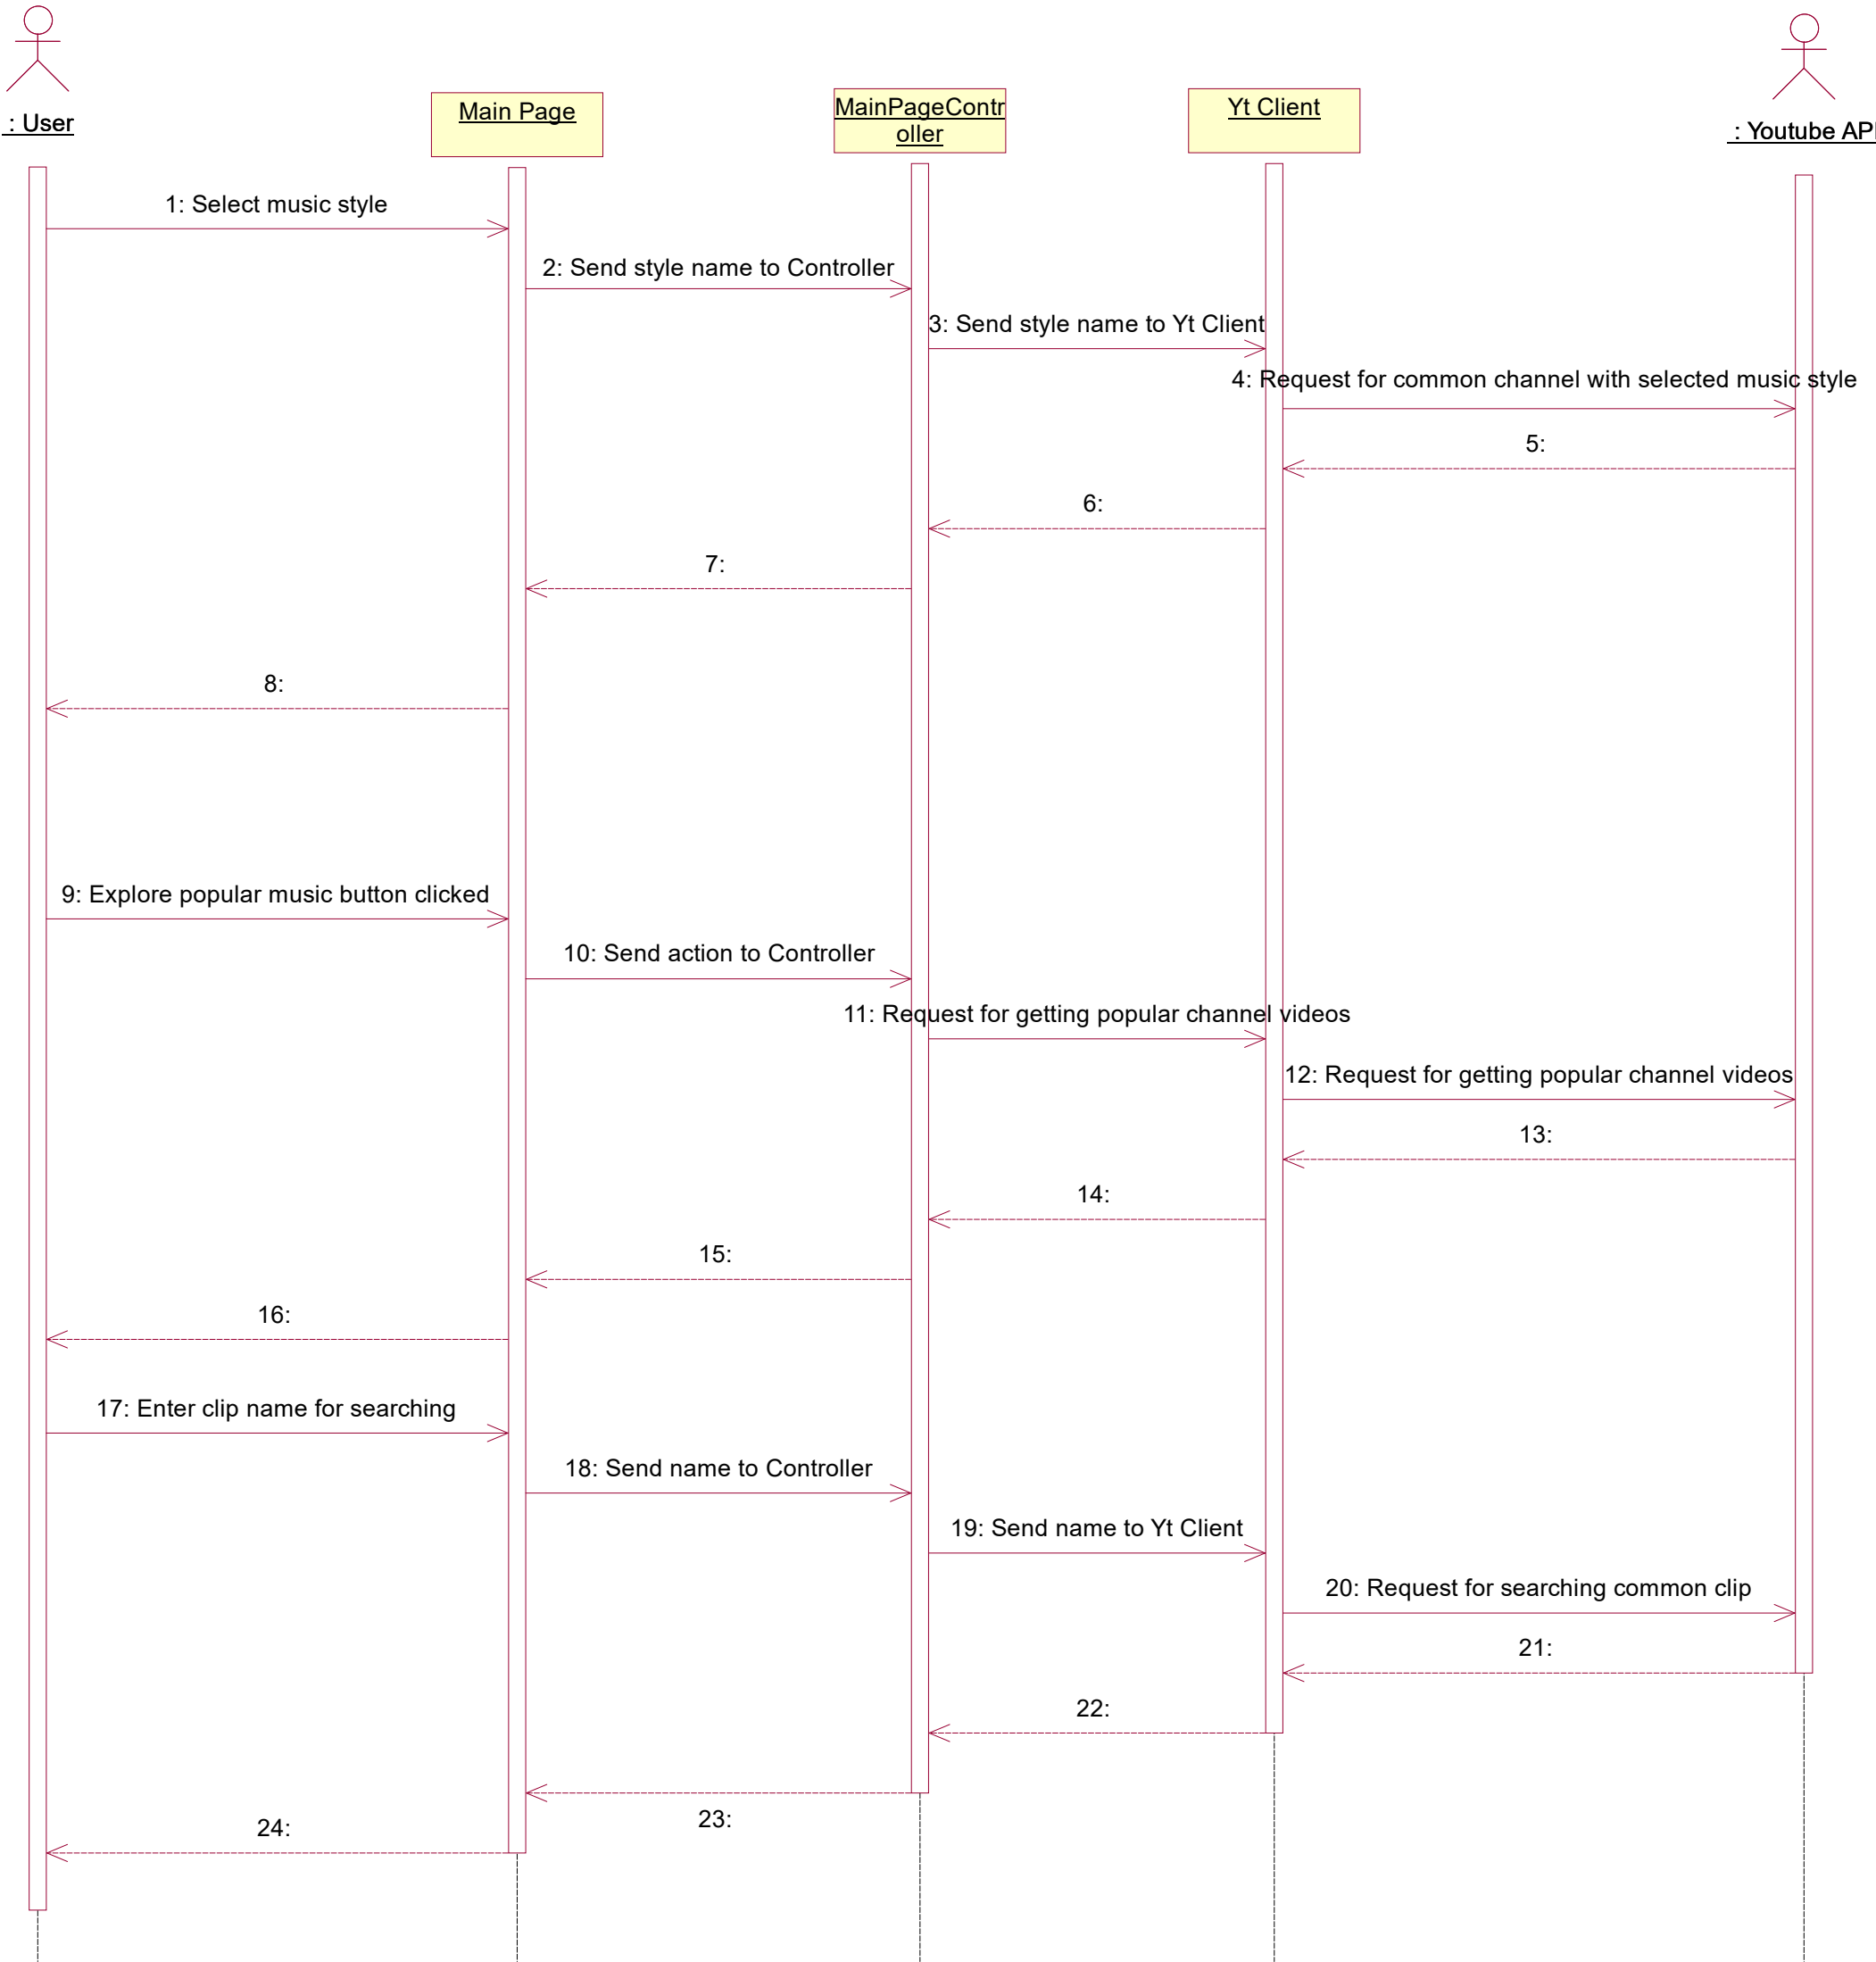 : User
Main Page
MainPageContr
oller
Yt Client
: Youtube API
1: Select music style
2: Send style name to Controller
3: Send style name to Yt Client
4: Request for common channel with selected music style
5:
6:
7:
8:
9: Explore popular music button clicked
10: Send action to Controller
11: Request for getting popular channel videos
12: Request for getting popular channel videos
13:
14:
15:
16:
17: Enter clip name for searching
18: Send name to Controller
19: Send name to Yt Client
20: Request for searching common clip
21:
22:
23:
24: